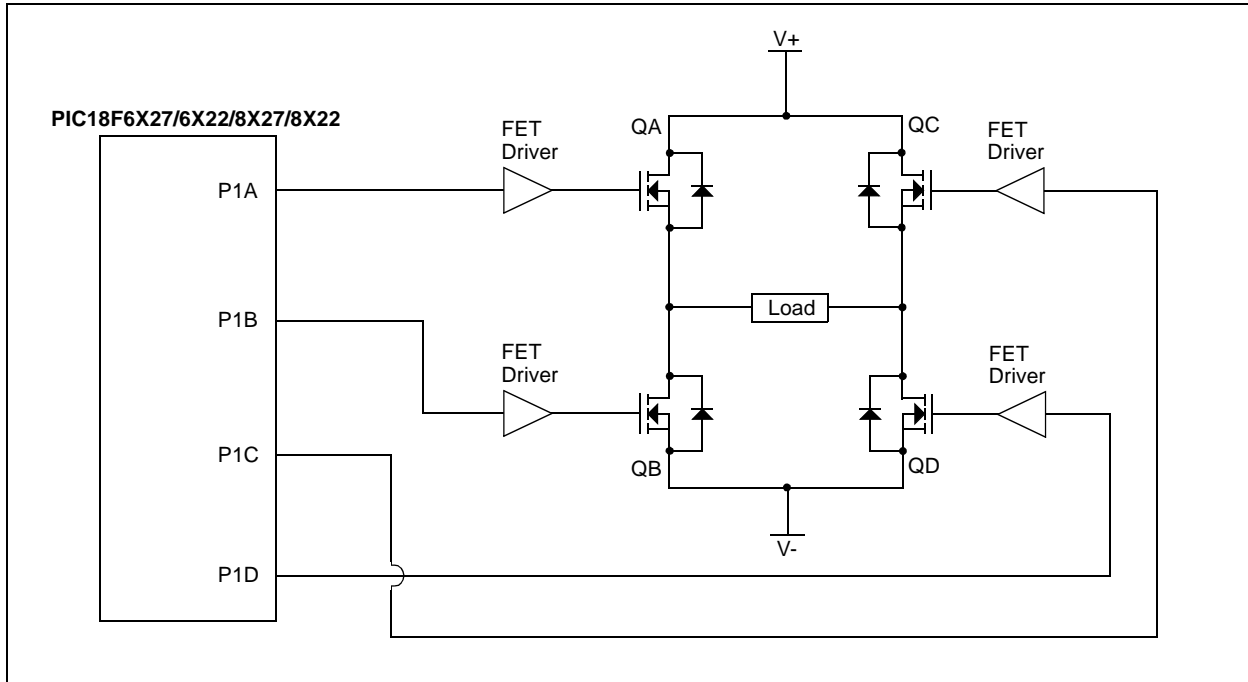 V+
PIC18F6X27/6X22/8X27/8X22
FET
Driver
QA
QC
FET
Driver
P1A
Load
P1B
FET
Driver
FET
Driver
P1C
QB
QD
V-
P1D